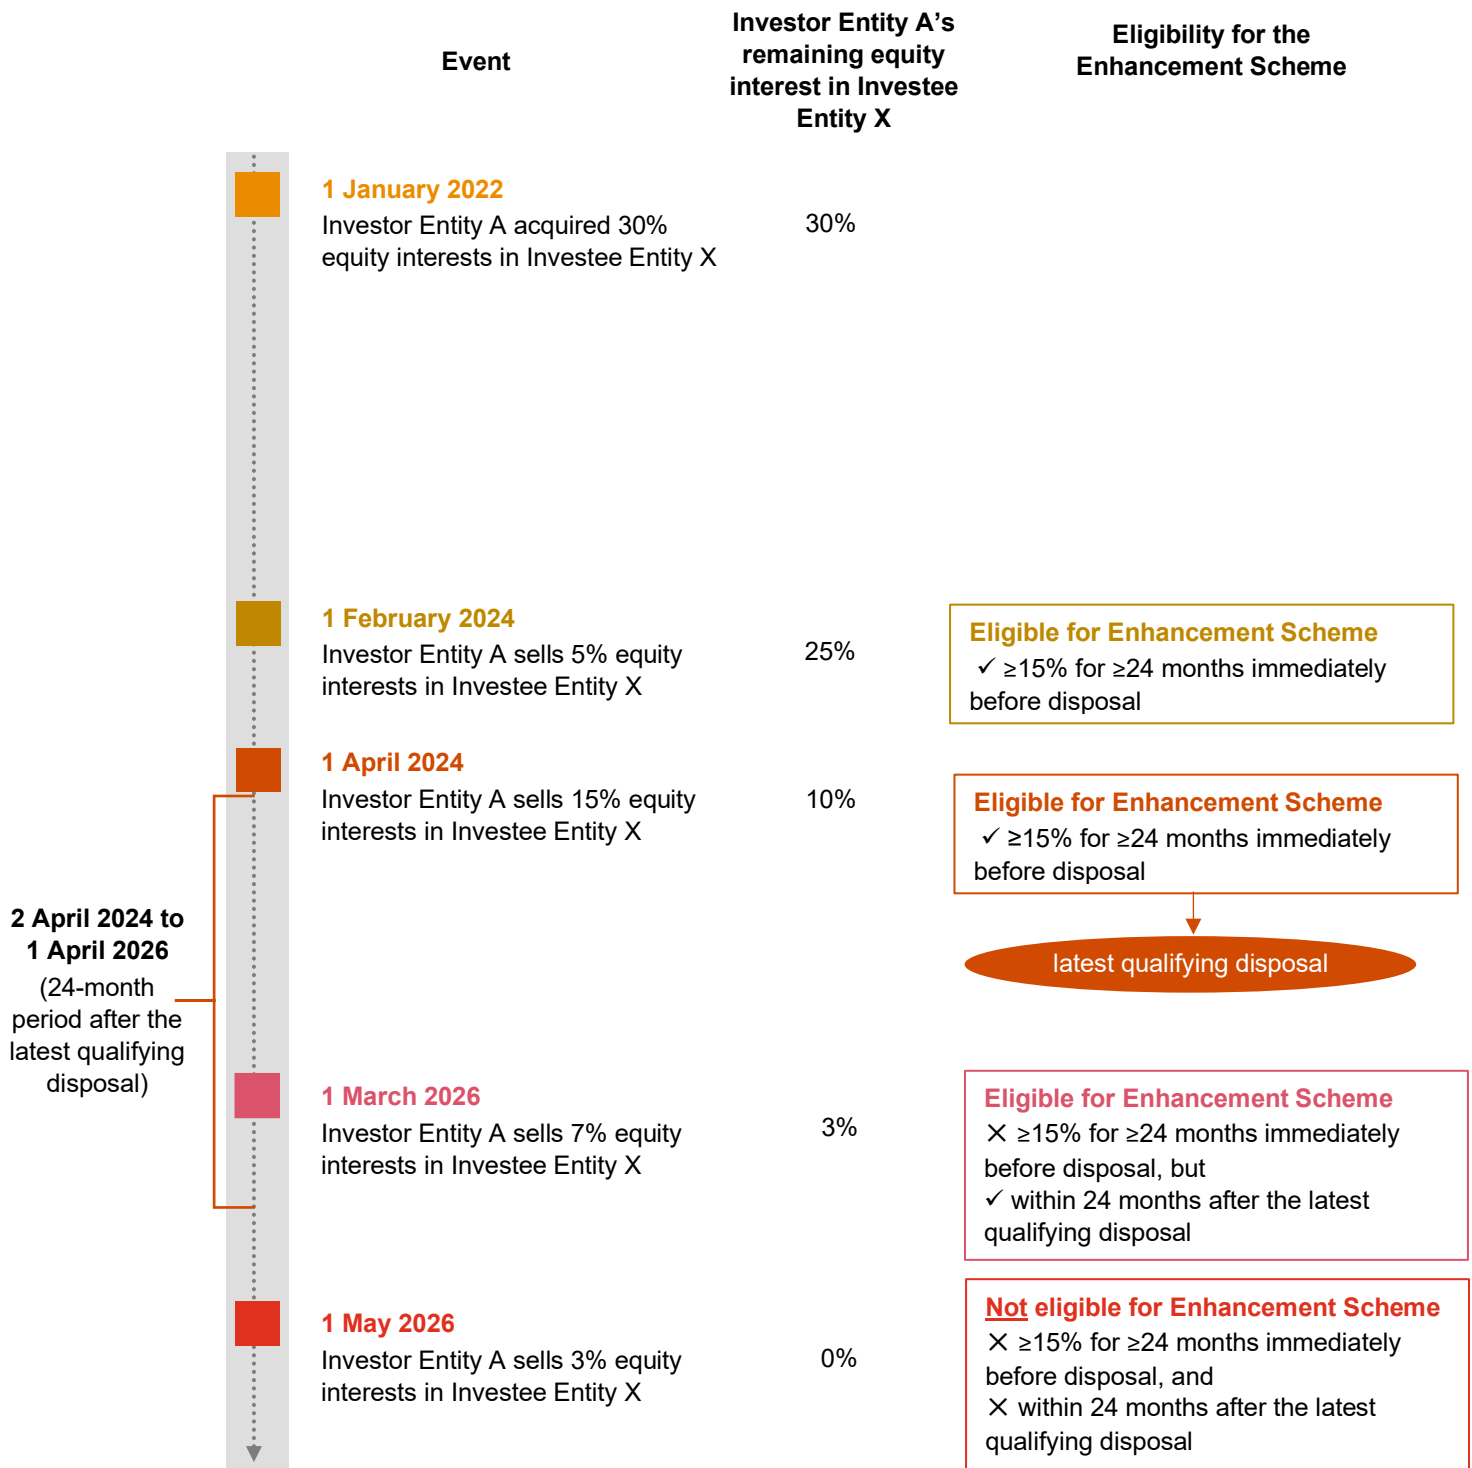 Event
Investor Entity A’s
remaining equity
interest in Investee
Entity X
Eligibility for the
Enhancement Scheme
1 January 2022
Investor Entity A acquired 30%
equity interests in Investee Entity X
30%
1 February 2024
Investor Entity A sells 5% equity
interests in Investee Entity X
25%
Eligible for Enhancement Scheme
✓ ≥15% for ≥24 months immediately
before disposal
1 April 2024
Investor Entity A sells 15% equity
interests in Investee Entity X
10%
Eligible for Enhancement Scheme
✓ ≥15% for ≥24 months immediately
before disposal
latest qualifying disposal
2 April 2024 to
1 April 2026
(24-month
period after the
latest qualifying
disposal)
1 March 2026
Investor Entity A sells 7% equity
interests in Investee Entity X
3%
Eligible for Enhancement Scheme
✕ ≥15% for ≥24 months immediately
before disposal, but
✓ within 24 months after the latest
qualifying disposal
1 May 2026
Investor Entity A sells 3% equity
interests in Investee Entity X
0%
Not eligible for Enhancement Scheme
✕ ≥15% for ≥24 months immediately
before disposal, and
✕ within 24 months after the latest
qualifying disposal